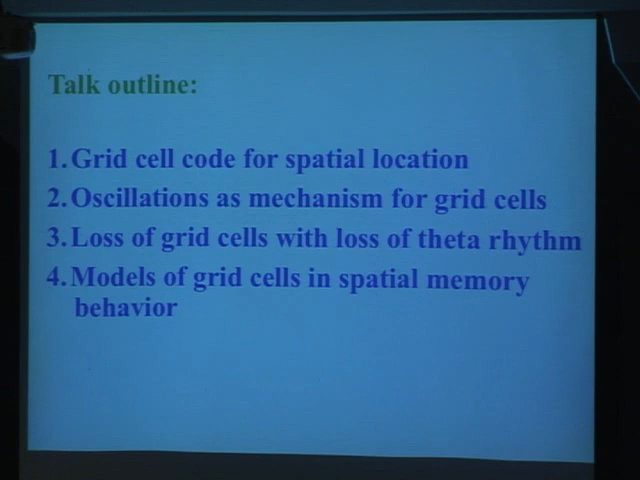 Talk outline:
1. Grid cell code for spatial location
2. Oscillations as mechanism for grid cells
3. Loss of grid cells with loss of theta rhythm
4. Models of grid cells in spatial memory
behavior